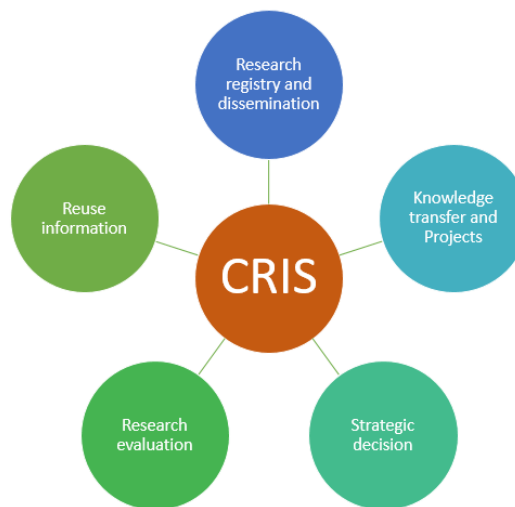 Research
registry and
dissemination
Knowledge
transfer and
Projects
Reuse
information
CRIS
Research
evaluation
Strategic
decision